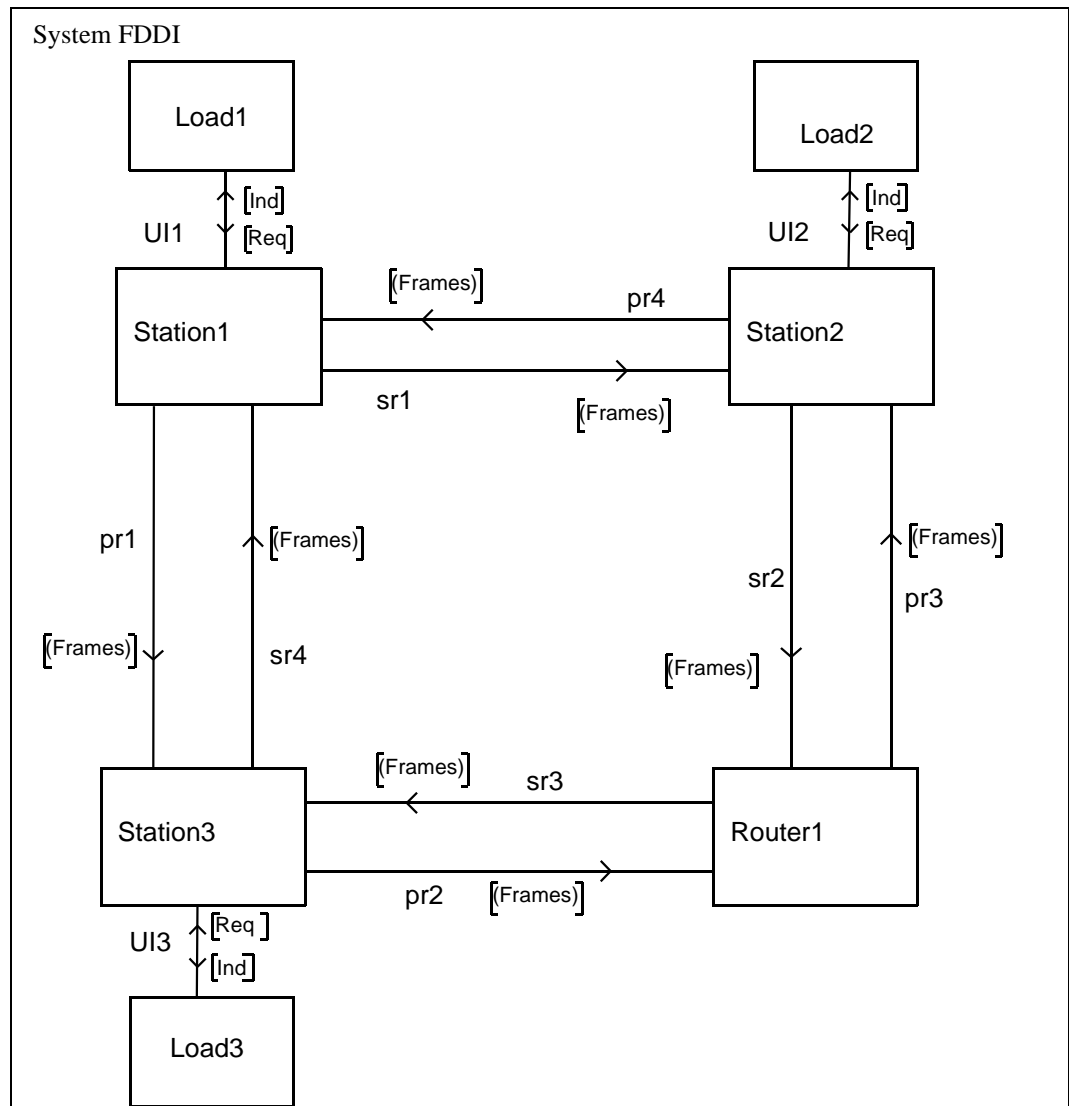 System FDDI
Load1
Load2
[Ind]
[Ind]
UI1
[Req]
UI2
[Req]
[(Frames)]
pr4
Station1
Station2
sr1
[(Frames)]
pr1
[(Frames)]
[(Frames)]
sr2
pr3
[(Frames)]
sr4
[(Frames)]
[(Frames)]
sr3
Station3
Router1
pr2
[(Frames)]
[Req ]
UI3
[Ind]
Load3